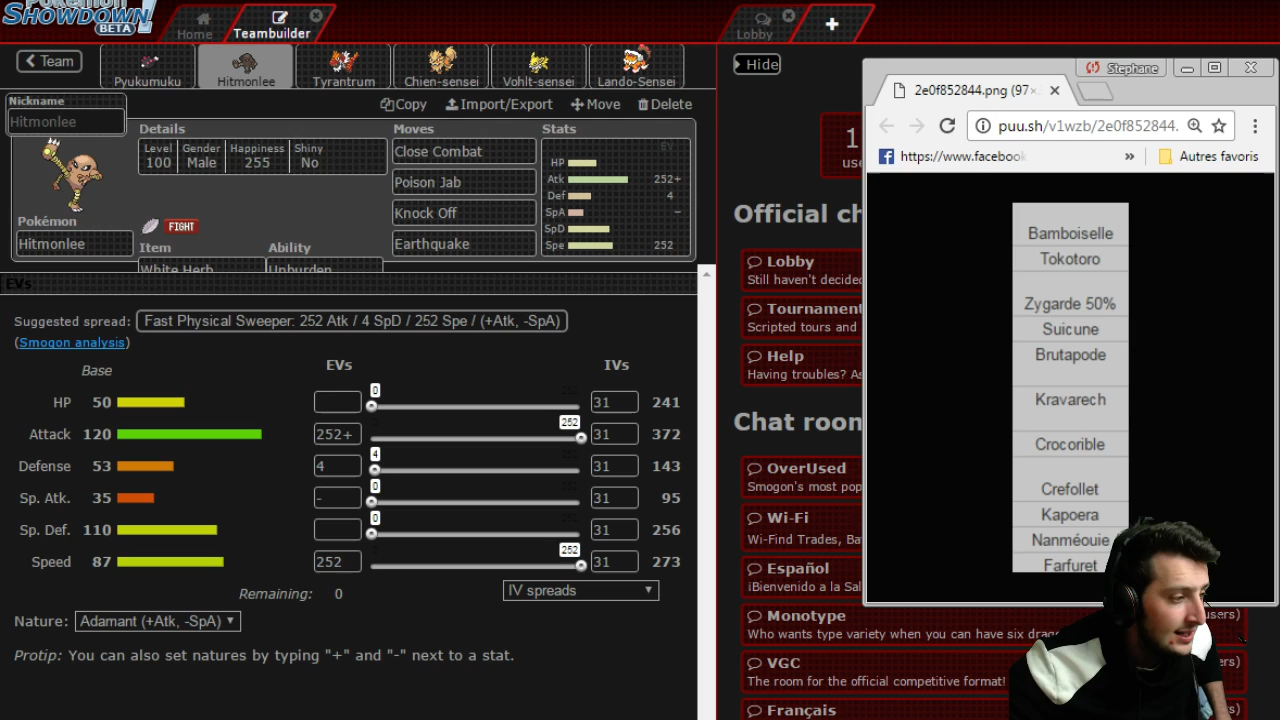 Pokémon
SHOWDOWN!
BETA
Home
Teambuilder
Lobby
+
< Team
Pyukumuku
Hitmonlee
Tyrantrum
Chien-sensei
Vohlt-sensei
Lando-Sensei
Hide
Nickname
Hitmonlee
Copy
Import/Export
Move
Delete
Details
Level
100
Gender
Male
Happiness
255
Shiny
No
Moves
Close Combat
Poison Jab
Knock Off
Earthquake
Stats
EV
HP
Atk 252+
Def 4
SpA –
SpD
Spe 252
Pokémon
Hitmonlee
FIGHT
Item
White Herb
Ability
Unburden
EVs
Suggested spread: Fast Physical Sweeper: 252 Atk / 4 SpD / 252 Spe / (+Atk, -SpA)
(Smogon analysis)
Base EVs IVs
HP 50 0 31 241
Attack 120 252+ 252 31 372
Defense 53 4 4 31 143
Sp. Atk. 35 - 0 31 95
Sp. Def. 110 0 31 256
Speed 87 252 252 31 273
Remaining: 0
IV spreads
Nature: Adamant (+Atk, -SpA)
Protip: You can also set natures by typing "+" and "-" next to a stat.
1
use
Official ch
Lobby
Still haven't decided
Tournament
Scripted tours and
Help
Having troubles? As
Chat room
OverUsed
Smogon's most pop
Wi-Fi
Wi-Find Trades, Ba
Español
¡Bienvenido a la Sal
Monotype
Who wants type variety when you can have six drag
VGC
The room for the official competitive format!
Français
users)
Stephane
2e0f852844.png (97×
puu.sh/v1wzb/2e0f852844.
https://www.facebook
»
Autres favoris
Bamboiselle
Tokotoro
Zygarde 50%
Suicune
Brutapode
Kravarech
Crocorible
Crefollet
Kapoera
Nanméouie
Farfuret